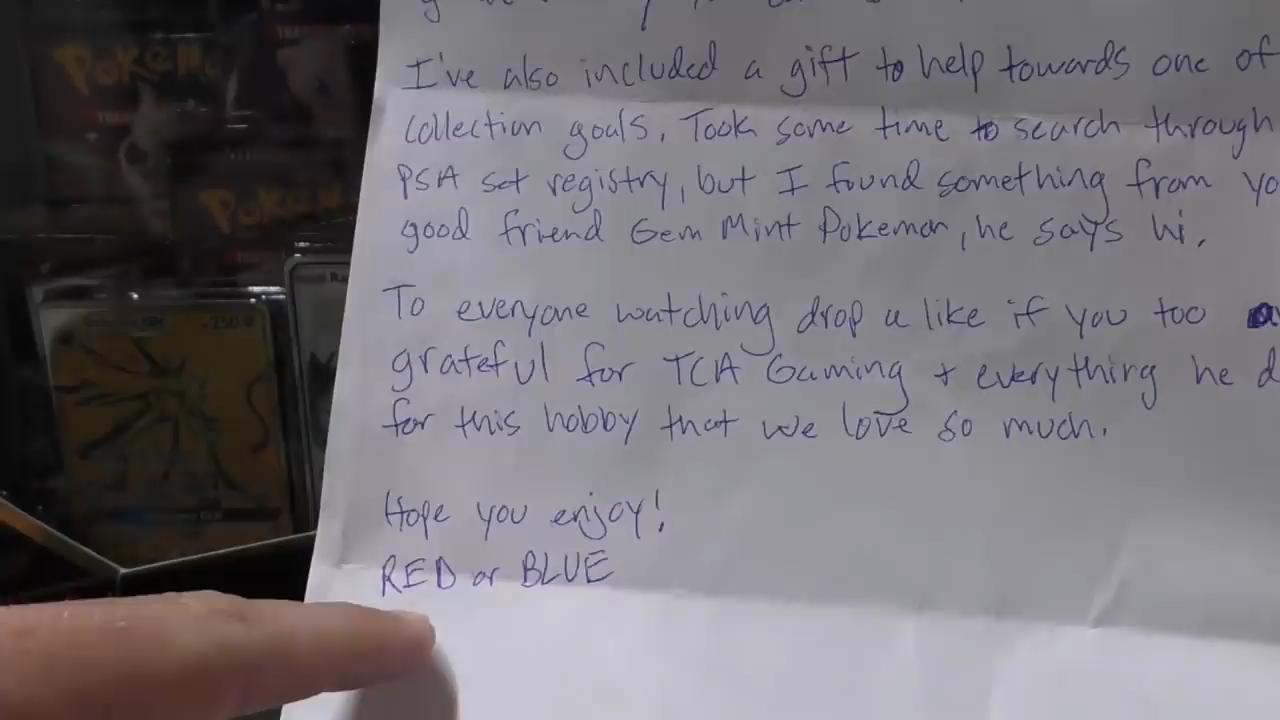 I've also included a gift to help towards one of
collection goals. Took some time to search through
PSA set registry, but I found something from yo
good friend Gem Mint Pokemon, he says hi.
To everyone watching drop a like if you too a
grateful for TCA Gaming + everything he d
for this hobby that we love so much.
Hope you enjoy!
RED or BLUE
POKéM
POKéM
250